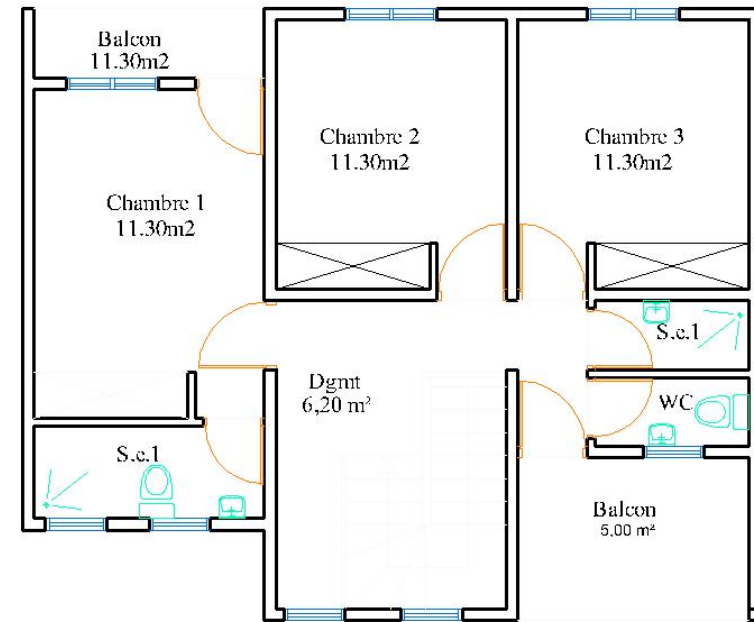 Balcon
11.30m2
Chambre 2
11.30m2
Chambre 3
11.30m2
Chambre 1
11.30m2
S.e.1
Dgmt
6,20 m²
WC
S.e.1
Balcon
5,00 m²